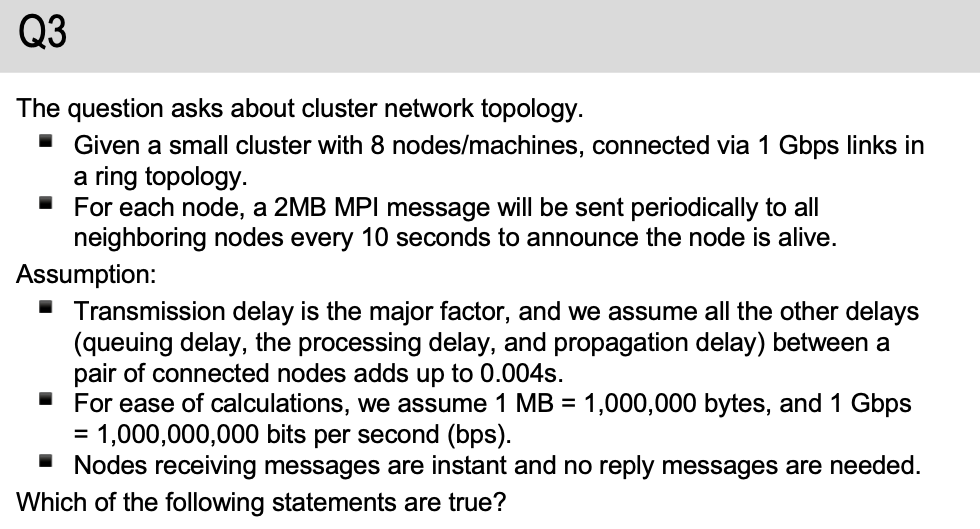 Q3
The question asks about cluster network topology.
▪ Given a small cluster with 8 nodes/machines, connected via 1 Gbps links in
a ring topology.
▪ For each node, a 2MB MPI message will be sent periodically to all
neighboring nodes every 10 seconds to announce the node is alive.
Assumption:
▪ Transmission delay is the major factor, and we assume all the other delays
(queuing delay, the processing delay, and propagation delay) between a
pair of connected nodes adds up to 0.004s.
▪ For ease of calculations, we assume 1 MB = 1,000,000 bytes, and 1 Gbps
= 1,000,000,000 bits per second (bps).
▪ Nodes receiving messages are instant and no reply messages are needed.
Which of the following statements are true?